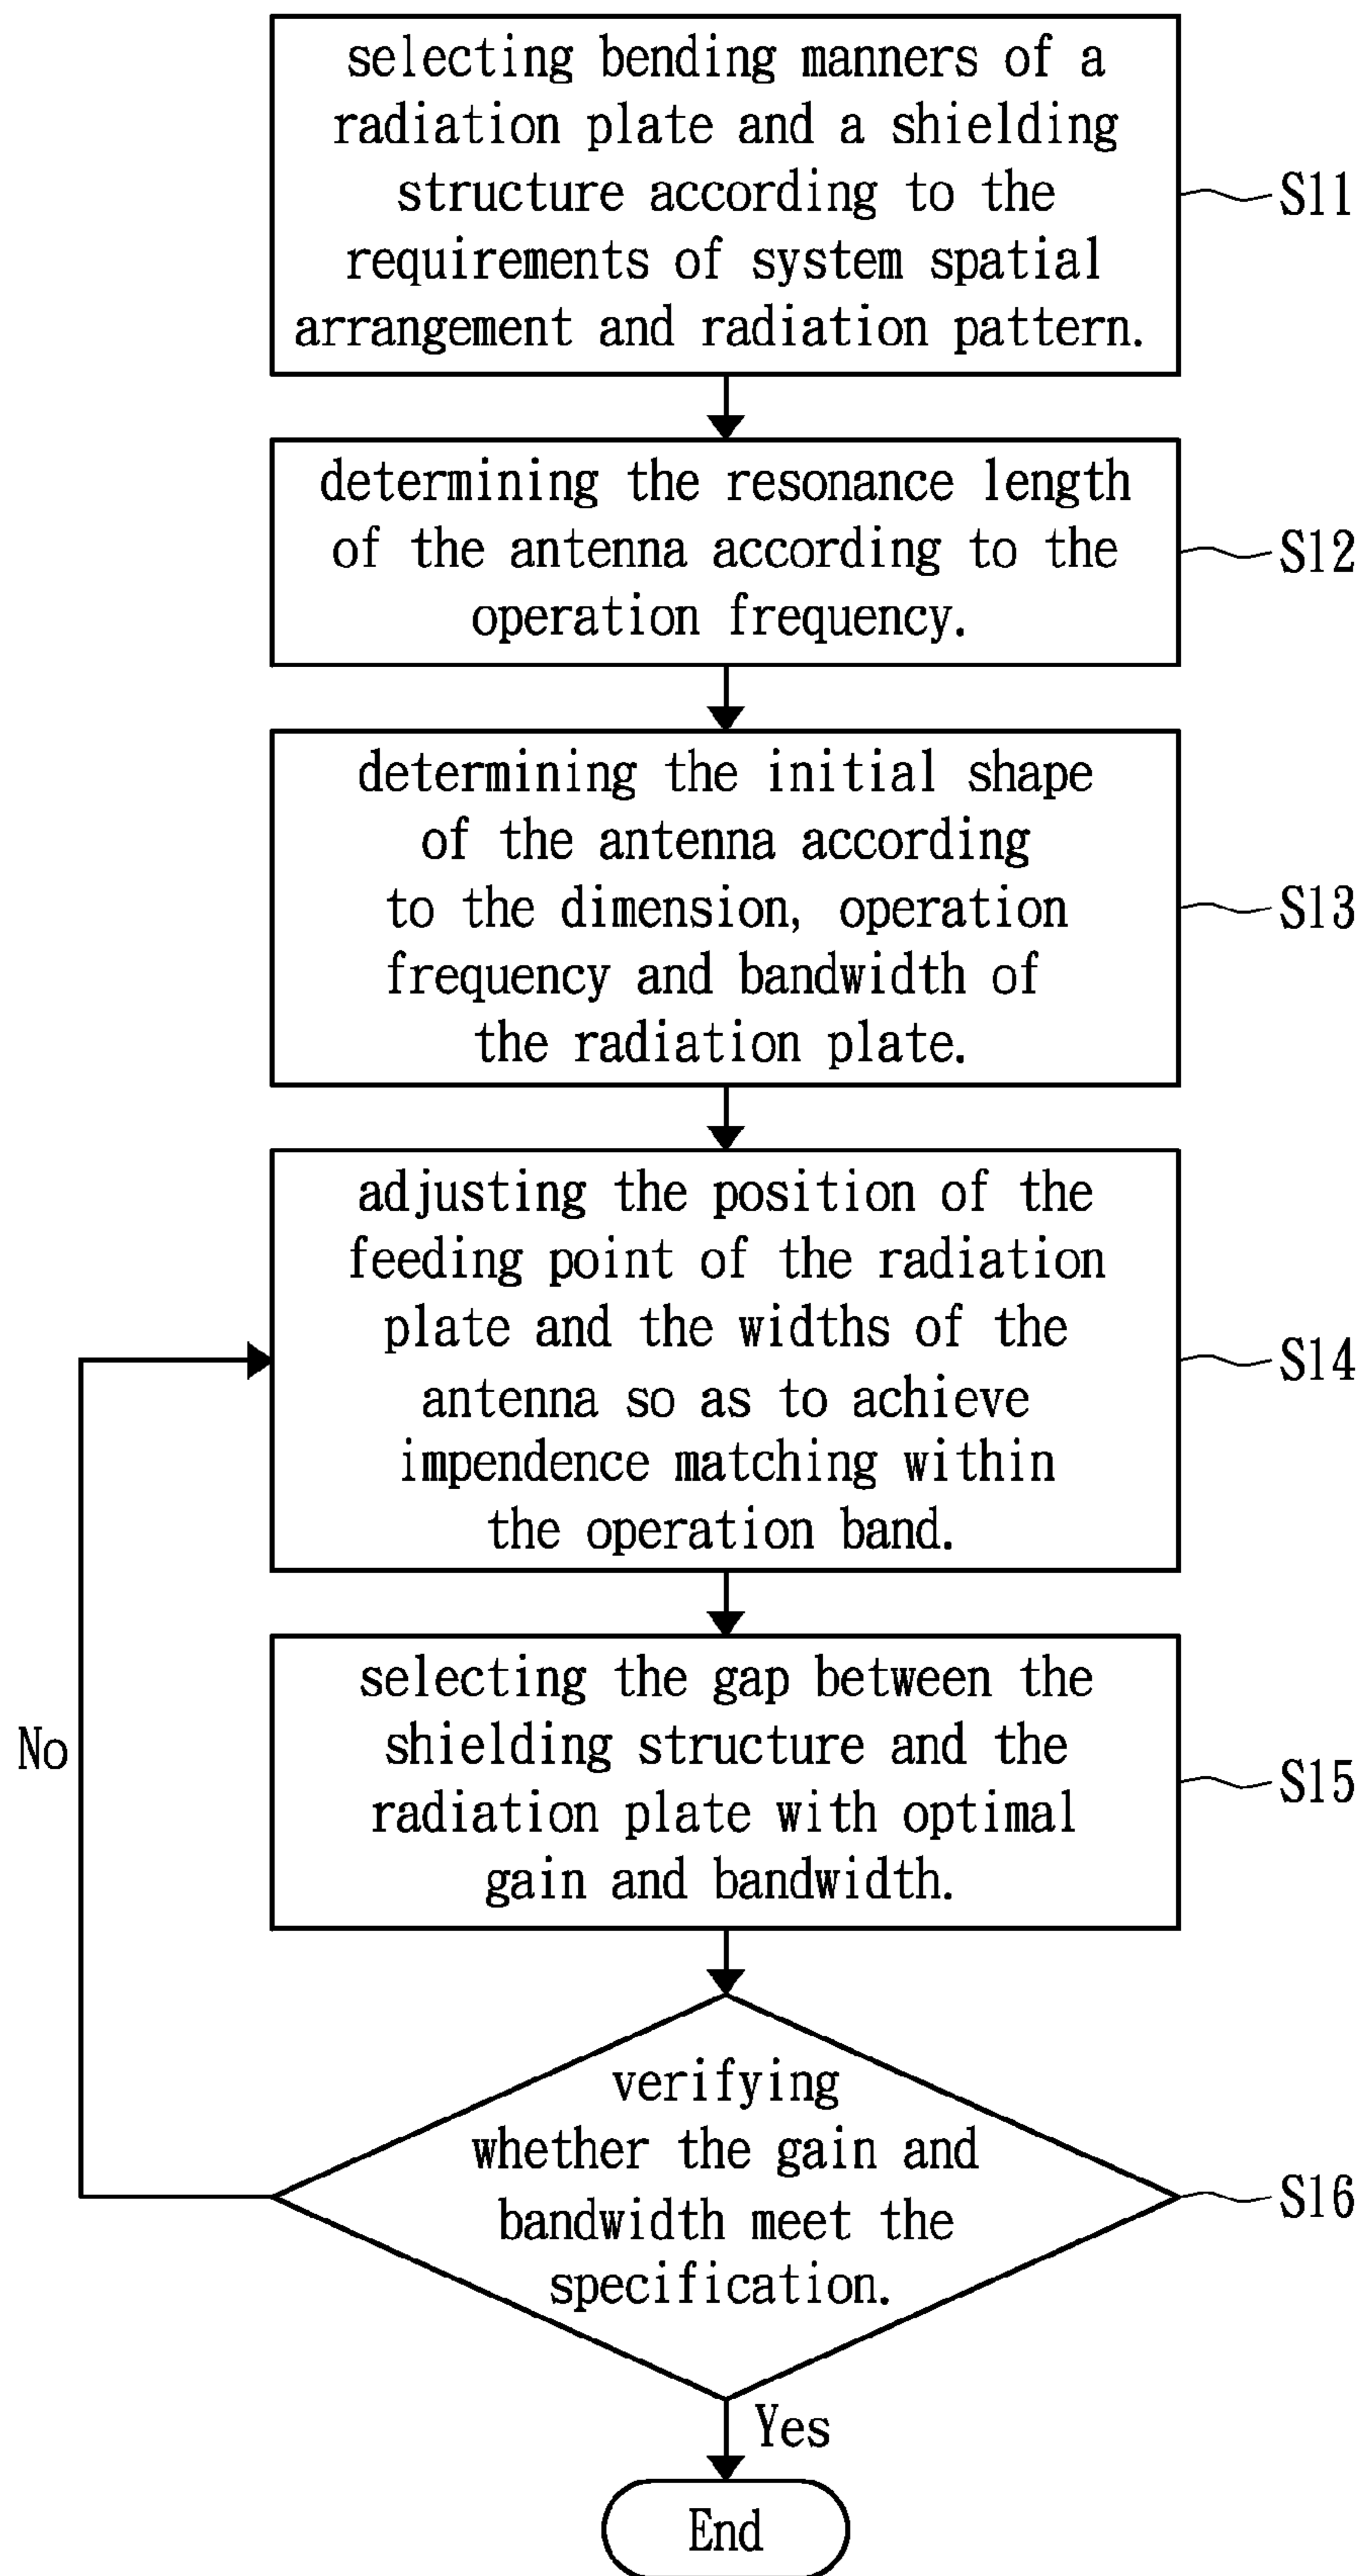 selecting bending manners of a
radiation plate and a shielding
structure according to the
requirements of system spatial
arrangement and radiation pattern.
S11
determining the resonance length
of the antenna according to the
operation frequency.
S12
determining the initial shape
of the antenna according
to the dimension, operation
frequency and bandwidth of
the radiation plate.
S13
adjusting the position of the
feeding point of the radiation
plate and the widths of the
antenna so as to achieve
impendence matching within
the operation band.
S14
selecting the gap between the
shielding structure and the
radiation plate with optimal
gain and bandwidth.
S15
No
verifying
whether the gain and
bandwidth meet the
specification.
S16
Yes
End